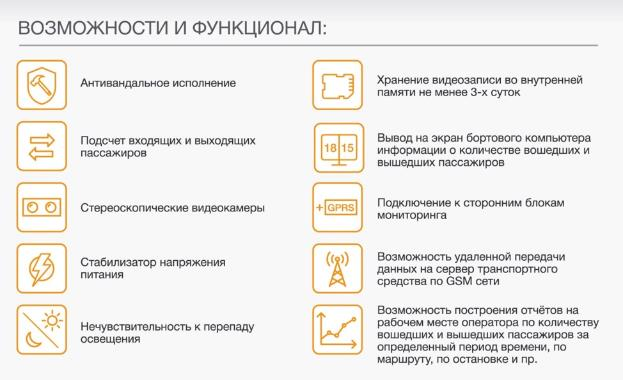 ВОЗМОЖНОСТИ И ФУНКЦИОНАЛ:
Антивандальное исполнение
Подсчет входящих и выходящих
пассажиров
Стереоскопические видеокамеры
Стабилизатор напряжения
питания
Нечувствительность к перепаду
освещения
Хранение видеозаписи во внутренней
памяти не менее 3-х суток
18 15
Вывод на экран бортового компьютера
информации о количестве вошедших и
вышедших пассажиров
+GPRS
Подключение к сторонним блокам
мониторинга
Возможность удаленной передачи
данных на сервер транспортного
средства по GSM сети
Возможность построения отчётов на
рабочем месте оператора по количеству
вошедших и вышедших пассажиров за
определенный период времени, по
маршруту, по остановке и пр.